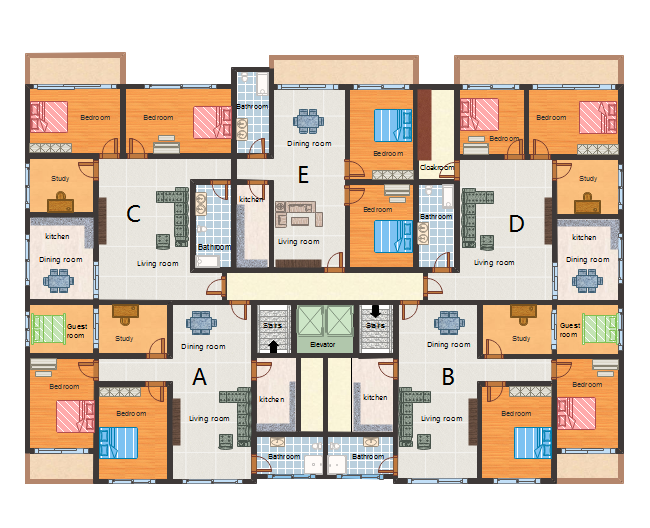 Bathroom
Bedroom
Bedroom
Dining room
Bedroom
Cloakroom
Bedroom
Bedroom
Study
E
Study
C
kitchen
Bedroom
Bathroom
D
kitchen
Dining room
Bathroom
Living room
Living room
Living room
kitchen
Dining room
Guest
room
Study
Dining room
Stairs
Elevator
Stairs
Dining room
Study
Guest
room
Bedroom
A
B
Bedroom
Bedroom
Living room
kitchen
kitchen
Living room
Bedroom
Bathroom
Bathroom